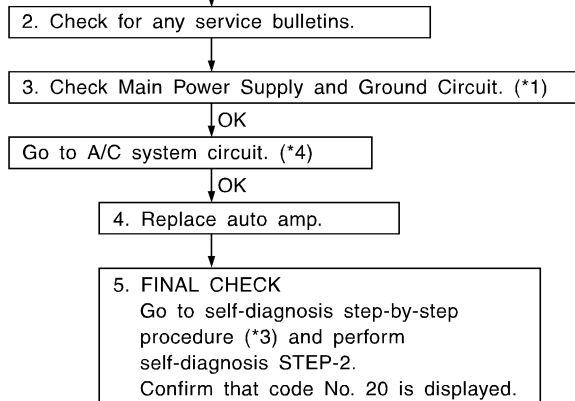 2. Check for any service bulletins.
3. Check Main Power Supply and Ground Circuit. (*1)
OK
Go to A/C system circuit. (*4)
OK
4. Replace auto amp.
5. FINAL CHECK
Go to self-diagnosis step-by-step
procedure (*3) and perform
self-diagnosis STEP-2.
Confirm that code No. 20 is displayed.